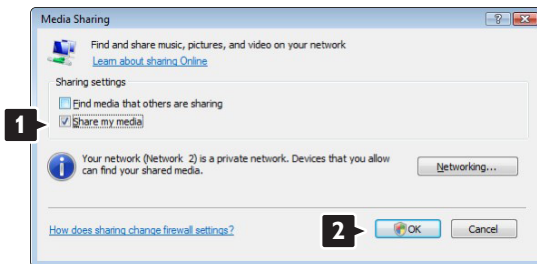 Media Sharing
Find and share music, pictures, and video on your network
Learn about sharing Online
Sharing settings
Find media that others are sharing
1
Share my media
Your network (Network 2) is a private network. Devices that you allow
can find your shared media.
Networking...
How does sharing change firewall settings?
2
OK
Cancel